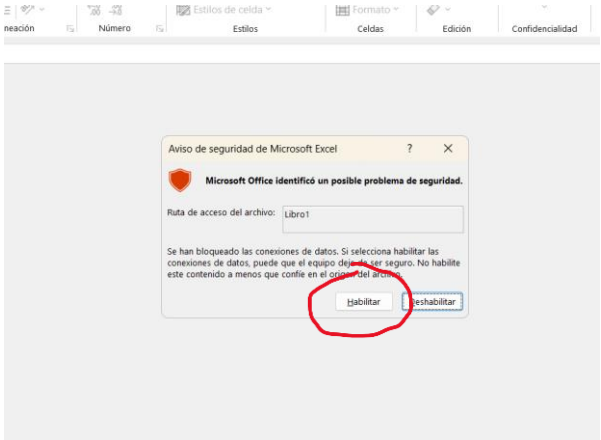 Estilos de celda
Formato
neación
Número
Estilos
Celdas
Edición
Confidencialidad
Aviso de seguridad de Microsoft Excel
Microsoft Office identificó un posible problema de seguridad.
Ruta de acceso del archivo: Libro1
Se han bloqueado las conexiones de datos. Si selecciona habilitar las
conexiones de datos, puede que el equipo deje de ser seguro. No habilite
este contenido a menos que confíe en el origen del archivo.
Habilitar
Deshabilitar